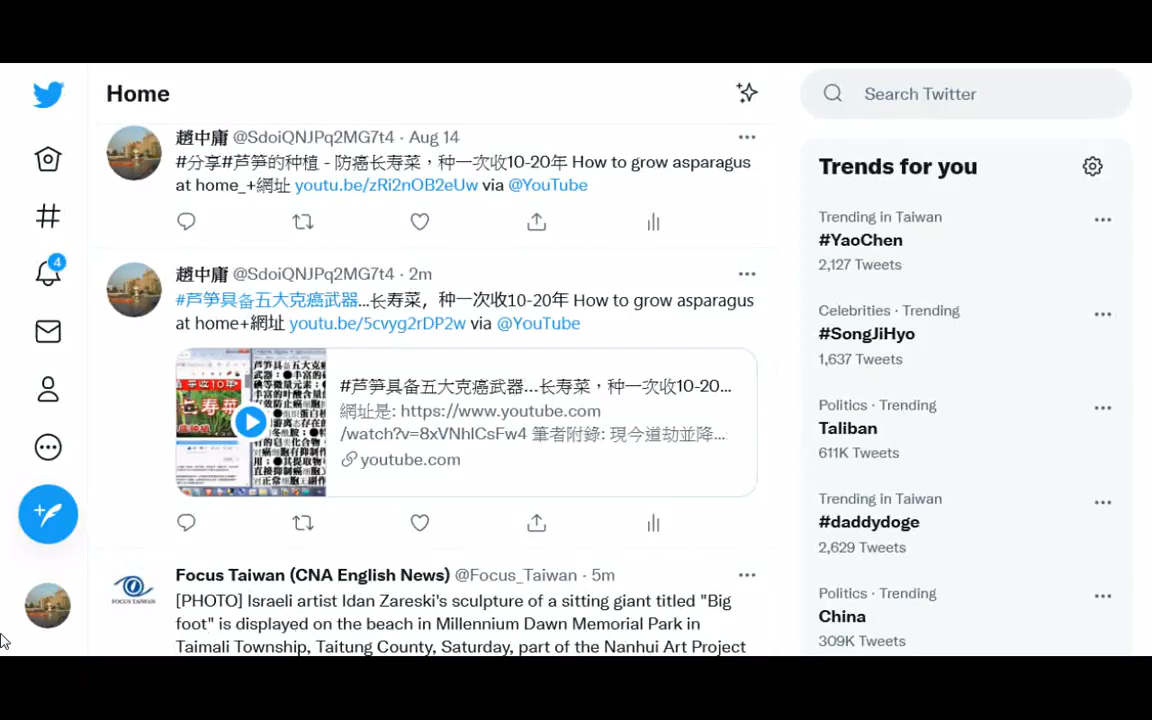 Home
Search Twitter
4
趙中庸 @SdoiQNJPq2MG7t4 · Aug 14
#分享#芦笋的种植 - 防癌长寿菜，种一次收10-20年 How to grow asparagus
at home_+網址 youtu.be/zRi2nOB2eUw via @YouTube
趙中庸 @SdoiQNJPq2MG7t4 · 2m
#芦笋具备五大克癌武器...长寿菜，种一次收10-20年 How to grow asparagus
at home+網址 youtu.be/5cvyg2rDP2w via @YouTube
#芦笋具备五大克癌武器...长寿菜，种一次收10-20...
網址是: https://www.youtube.com
/watch?v=8xVNhlCsFw4 筆者附錄: 現今道劫並降...
youtube.com
Focus Taiwan (CNA English News) @Focus_Taiwan · 5m
FOCUS TAIWAN
[PHOTO] Israeli artist Idan Zareski's sculpture of a sitting giant titled "Big
foot" is displayed on the beach in Millennium Dawn Memorial Park in
Taimali Township, Taitung County, Saturday, part of the Nanhui Art Project
Trends for you
Trending in Taiwan
#YaoChen
2,127 Tweets
Celebrities · Trending
#SongJiHyo
1,637 Tweets
Politics · Trending
Taliban
611K Tweets
Trending in Taiwan
#daddydoge
2,629 Tweets
Politics · Trending
China
309K Tweets